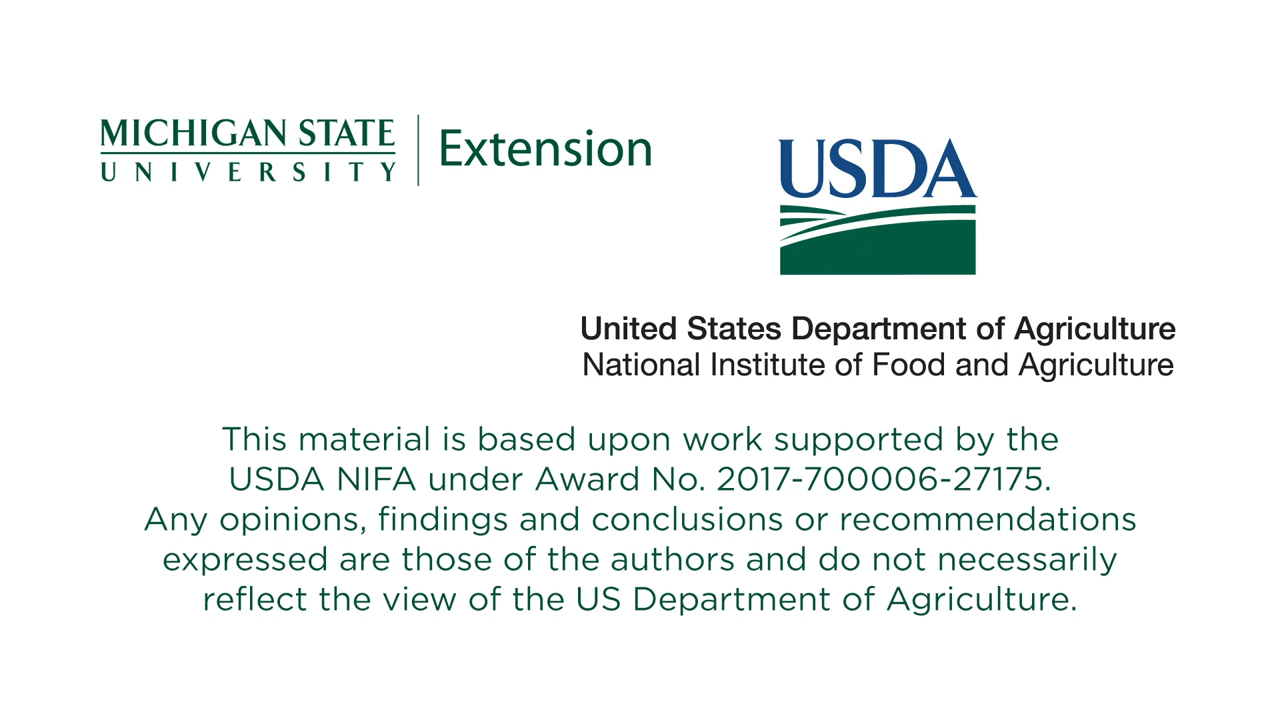 MICHIGAN STATE
UNIVERSITY
Extension
USDA
United States Department of Agriculture
National Institute of Food and Agriculture
This material is based upon work supported by the
USDA NIFA under Award No. 2017-700006-27175.
Any opinions, findings and conclusions or recommendations
expressed are those of the authors and do not necessarily
reflect the view of the US Department of Agriculture.